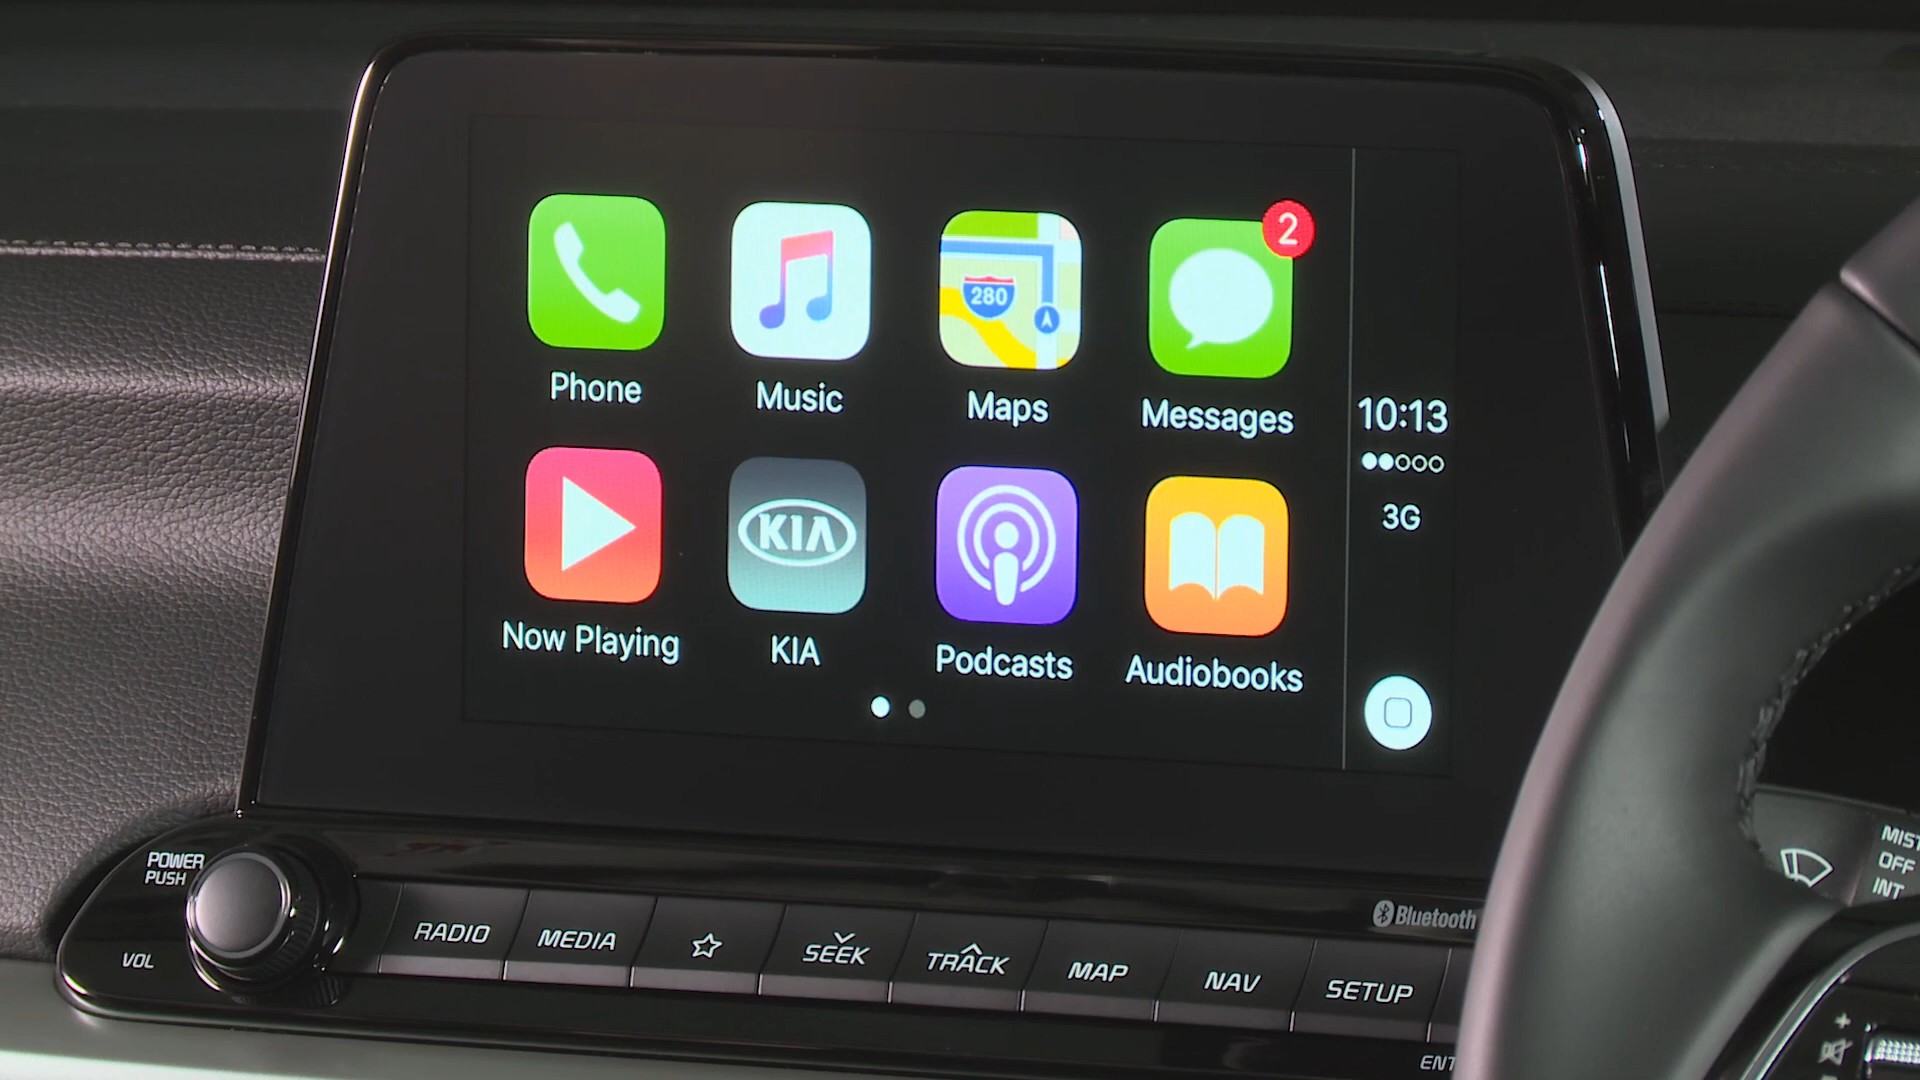 2
280
Phone
Music
Maps
Messages
10:13
3G
KIA
Now Playing
KIA
Podcasts
Audiobooks
POWER
PUSH
VOL
RADIO
MEDIA
SEEK
TRACK
MAP
NAV
SETUP
Bluetooth
ENT
MIST
OFF
INT